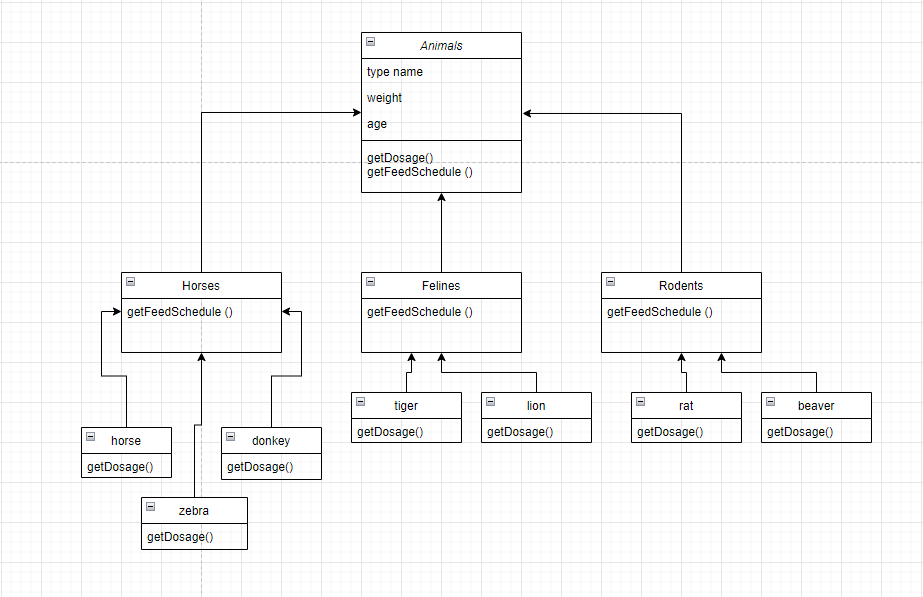 Animals
type name
weight
age
getDosage()
getFeedSchedule ()
Horses
getFeedSchedule ()
Felines
getFeedSchedule ()
Rodents
getFeedSchedule ()
horse
getDosage()
donkey
getDosage()
zebra
getDosage()
tiger
getDosage()
lion
getDosage()
rat
getDosage()
beaver
getDosage()